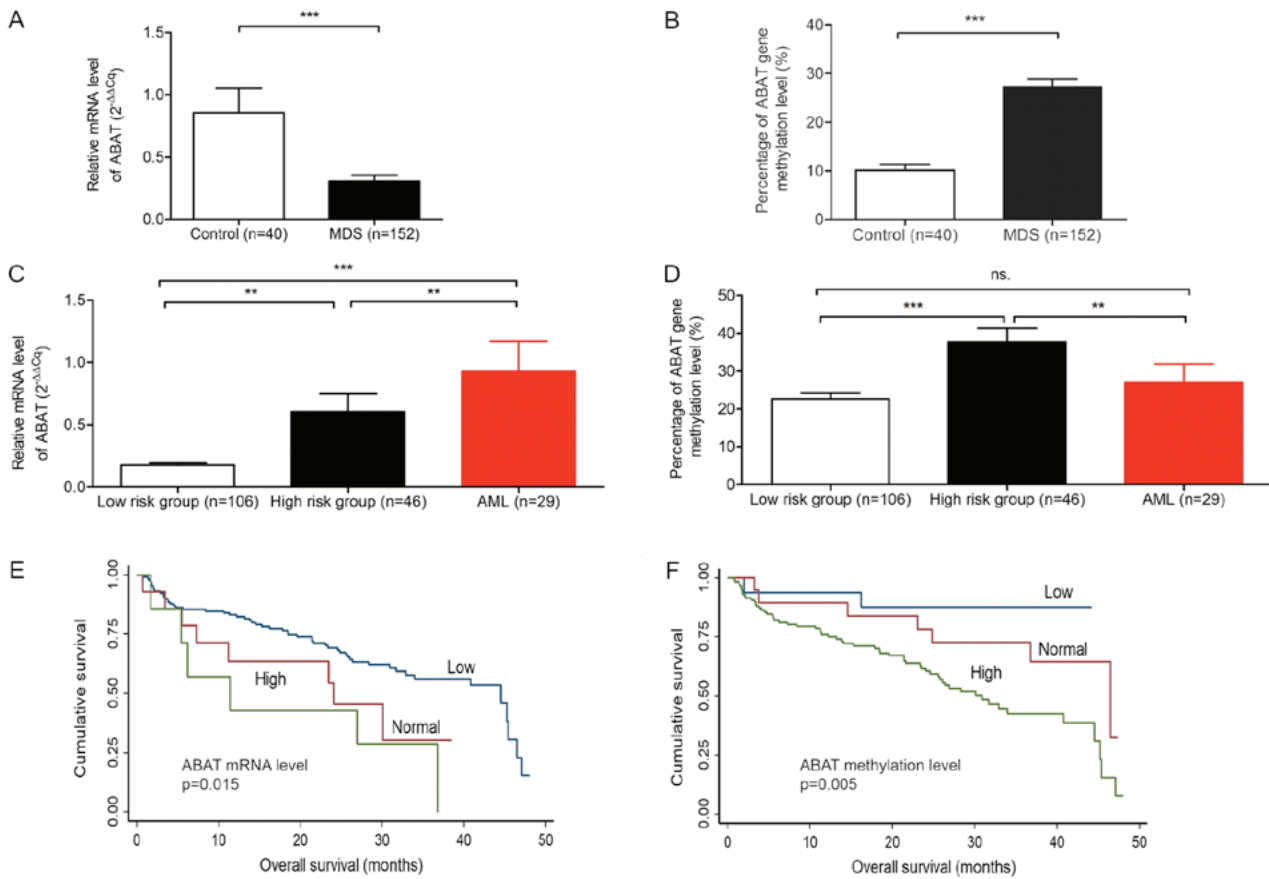 A
***
Relative mRNA level
of ABAT (2-ΔΔCq)
1.5
1.0
0.5
0.0
Control (n=40)
MDS (n=152)
B
***
Percentage of ABAT gene
methylation level (%)
40
30
20
10
0
Control (n=40)
MDS (n=152)
C
***
**
**
Relative mRNA level
of ABAT (2-ΔΔCq)
1.5
1.0
0.5
0.0
Low risk group (n=106)
High risk group (n=46)
AML (n=29)
D
ns.
***
**
Percentage of ABAT gene
methylation level (%)
50
40
30
20
10
0
Low risk group (n=106)
High risk group (n=46)
AML (n=29)
E
Cumulative survival
1.00
0.75
0.50
0.25
0.00
Low
High
Normal
ABAT mRNA level
p=0.015
0
10
20
30
40
50
Overall survival (months)
F
Cumulative survival
1.00
0.75
0.50
0.25
0.00
Low
Normal
High
ABAT methylation level
p=0.005
0
10
20
30
40
50
Overall survival (months)